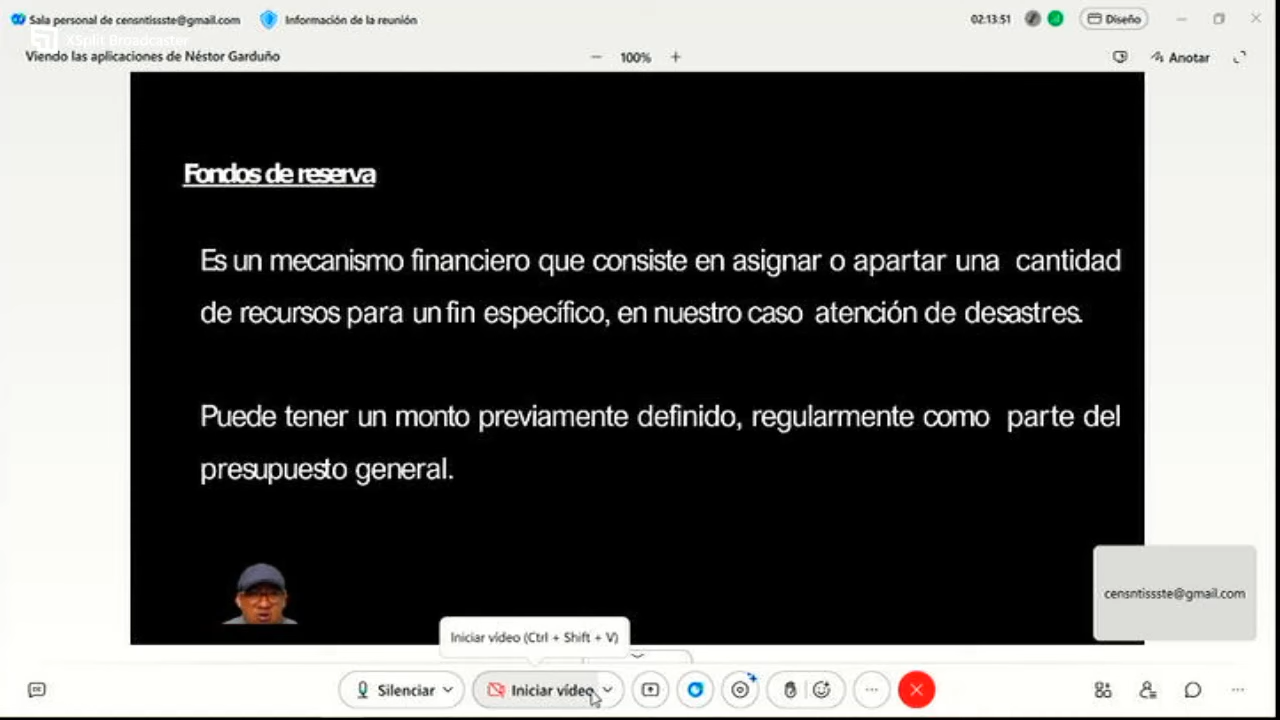 Sala personal de censntissste@gmail.com
Información de la reunión
02:13:51
Diseño
XSplit Broadcaster
Viendo las aplicaciones de Néstor Garduño
100%
Anotar
Fondos de reserva
Es un mecanismo financiero que consiste en asignar o apartar una cantidad
de recursos para un fin específico, en nuestro caso atención de desastres.
Puede tener un monto previamente definido, regularmente como parte del
presupuesto general.
censntissste@gmail.com
Iniciar vídeo (Ctrl + Shift + V)
Silenciar
Iniciar vídeo